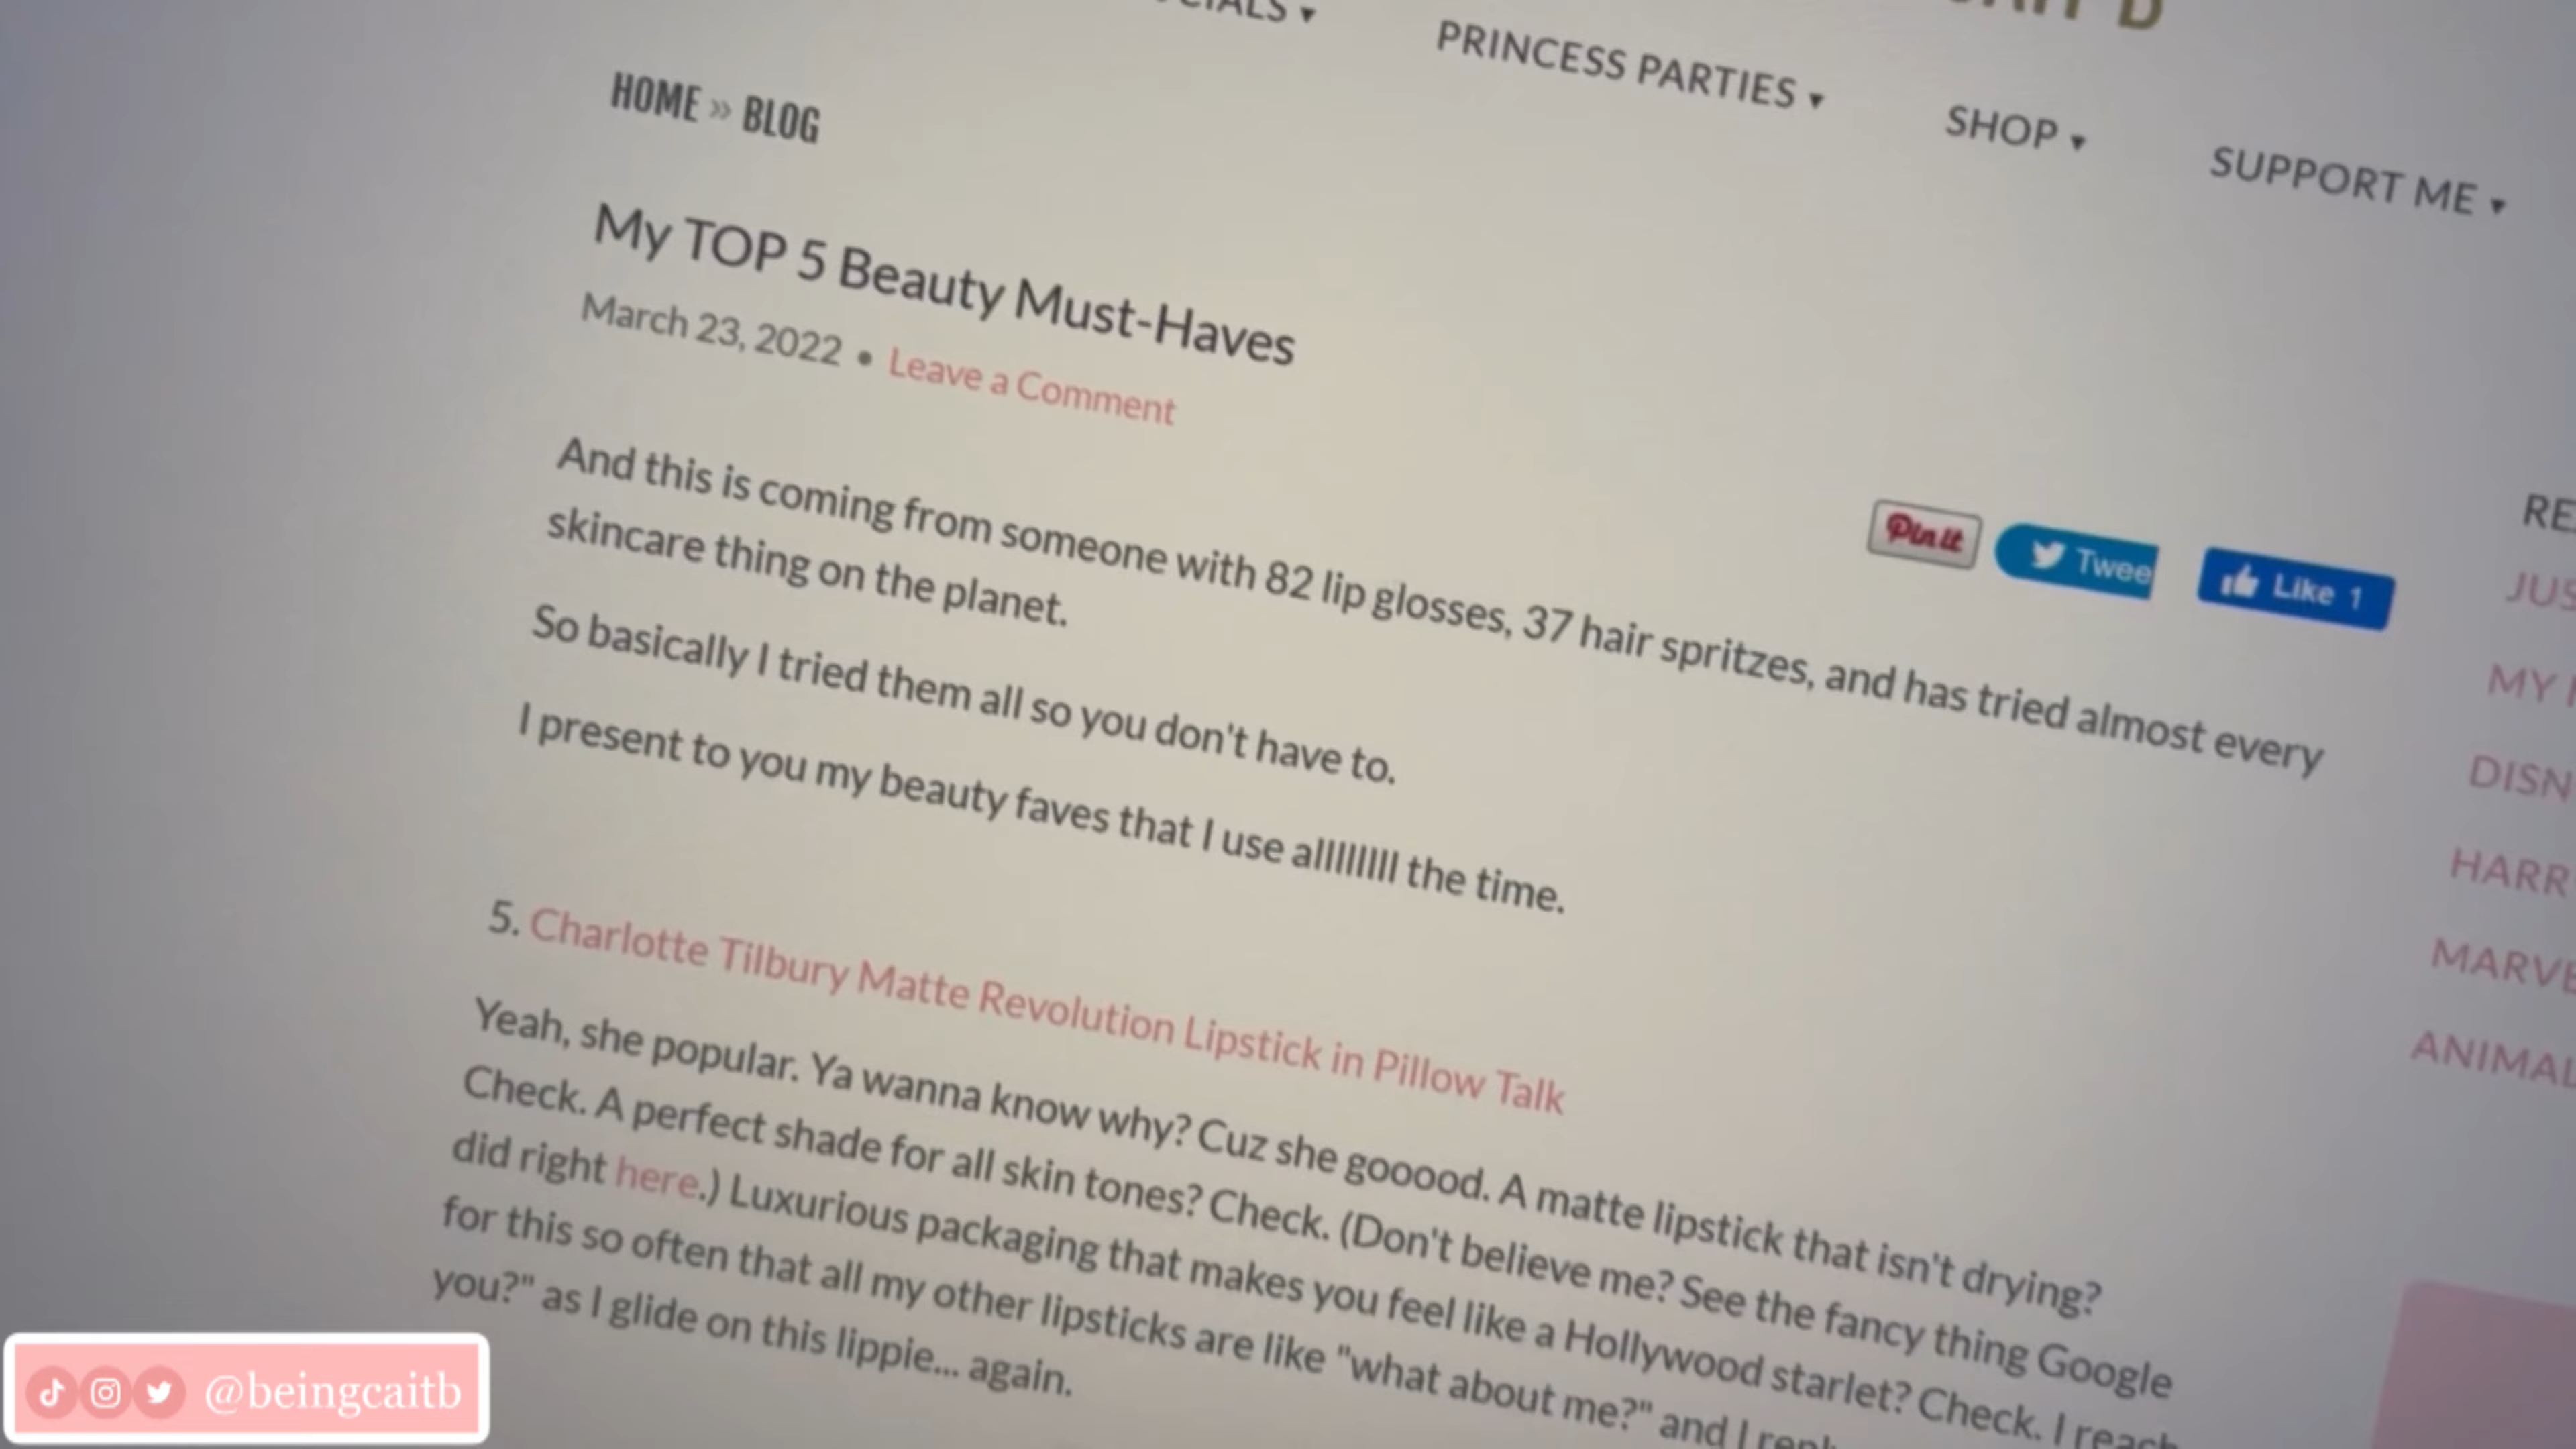 PRINCESS PARTIES ▾
SHOP ▾
SUPPORT ME ▾
HOME » BLOG
My TOP 5 Beauty Must-Haves
March 23, 2022 • Leave a Comment
Pin it
Twee
Like 1
And this is coming from someone with 82 lip glosses, 37 hair spritzes, and has tried almost every
skincare thing on the planet.
So basically I tried them all so you don't have to.
I present to you my beauty faves that I use allllllll the time.
5. Charlotte Tilbury Matte Revolution Lipstick in Pillow Talk
Yeah, she popular. Ya wanna know why? Cuz she gooood. A matte lipstick that isn't drying?
Check. A perfect shade for all skin tones? Check. (Don't believe me? See the fancy thing Google
did right here.) Luxurious packaging that makes you feel like a Hollywood starlet? Check. I reach
for this so often that all my other lipsticks are like "what about me?" and I
you?" as I glide on this lippie... again.
RE
JUS
MY
DISN
HARR
MARVE
ANIMAL
@beingcaitb